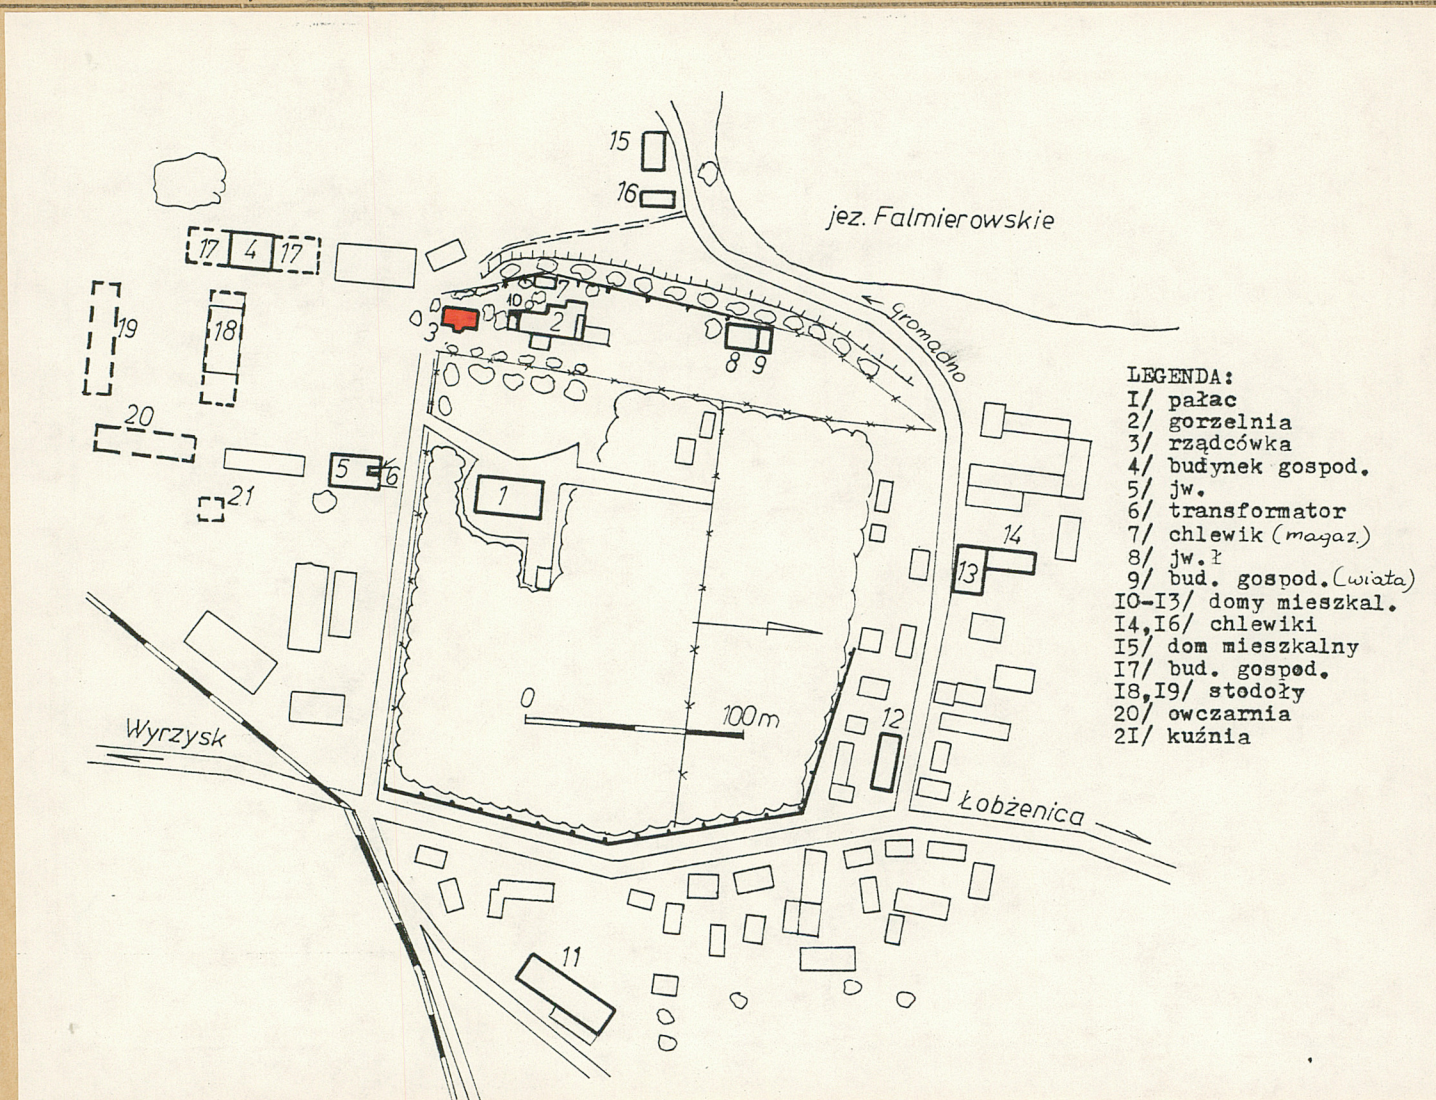 15
16
jez. Falmierowskie
17 4 17
19
18
3
10
7
2
8 9
Gromadno
20
21
5 6
1
14
13
12
0 100m
Wyrzysk
Łobżenica
11
LEGENDA:
I/ pałac
2/ gorzelnia
3/ rządcówka
4/ budynek gospod.
5/ jw.
6/ transformator
7/ chlewik (magaz.)
8/ jw.
9/ bud. gospod. (wiata)
IO-I3/ domy mieszkal.
I4,I6/ chlewiki
I5/ dom mieszkalny
I7/ bud. gospod.
I8,I9/ stodoły
20/ owczarnia
2I/ kuźnia